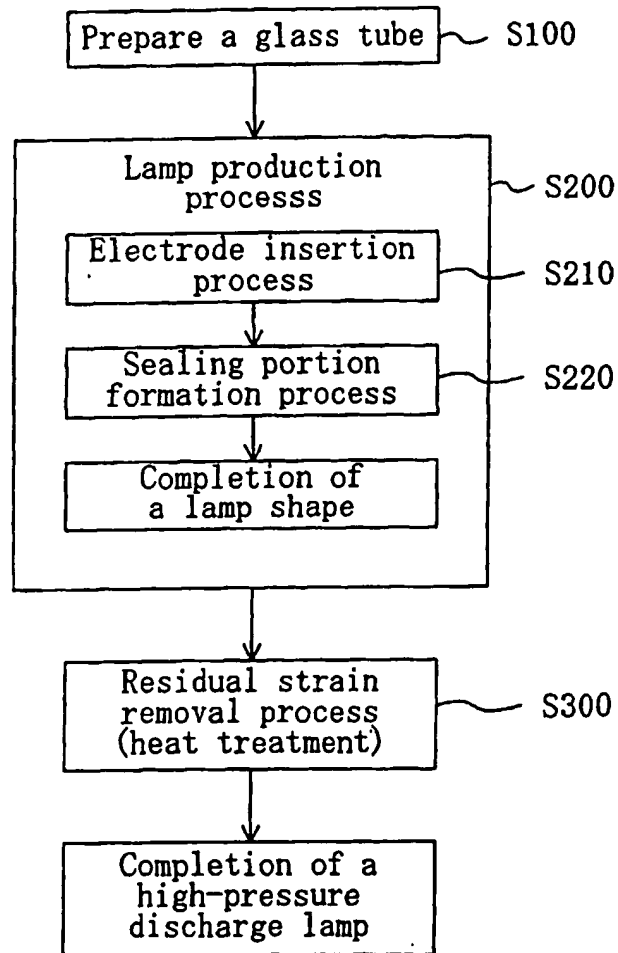 Prepare a glass tube
S100
Lamp production
processs
S200
Electrode insertion
process
S210
Sealing portion
formation process
S220
Completion of
a lamp shape
Residual strain
removal process
(heat treatment)
S300
Completion of a
high-pressure
discharge lamp